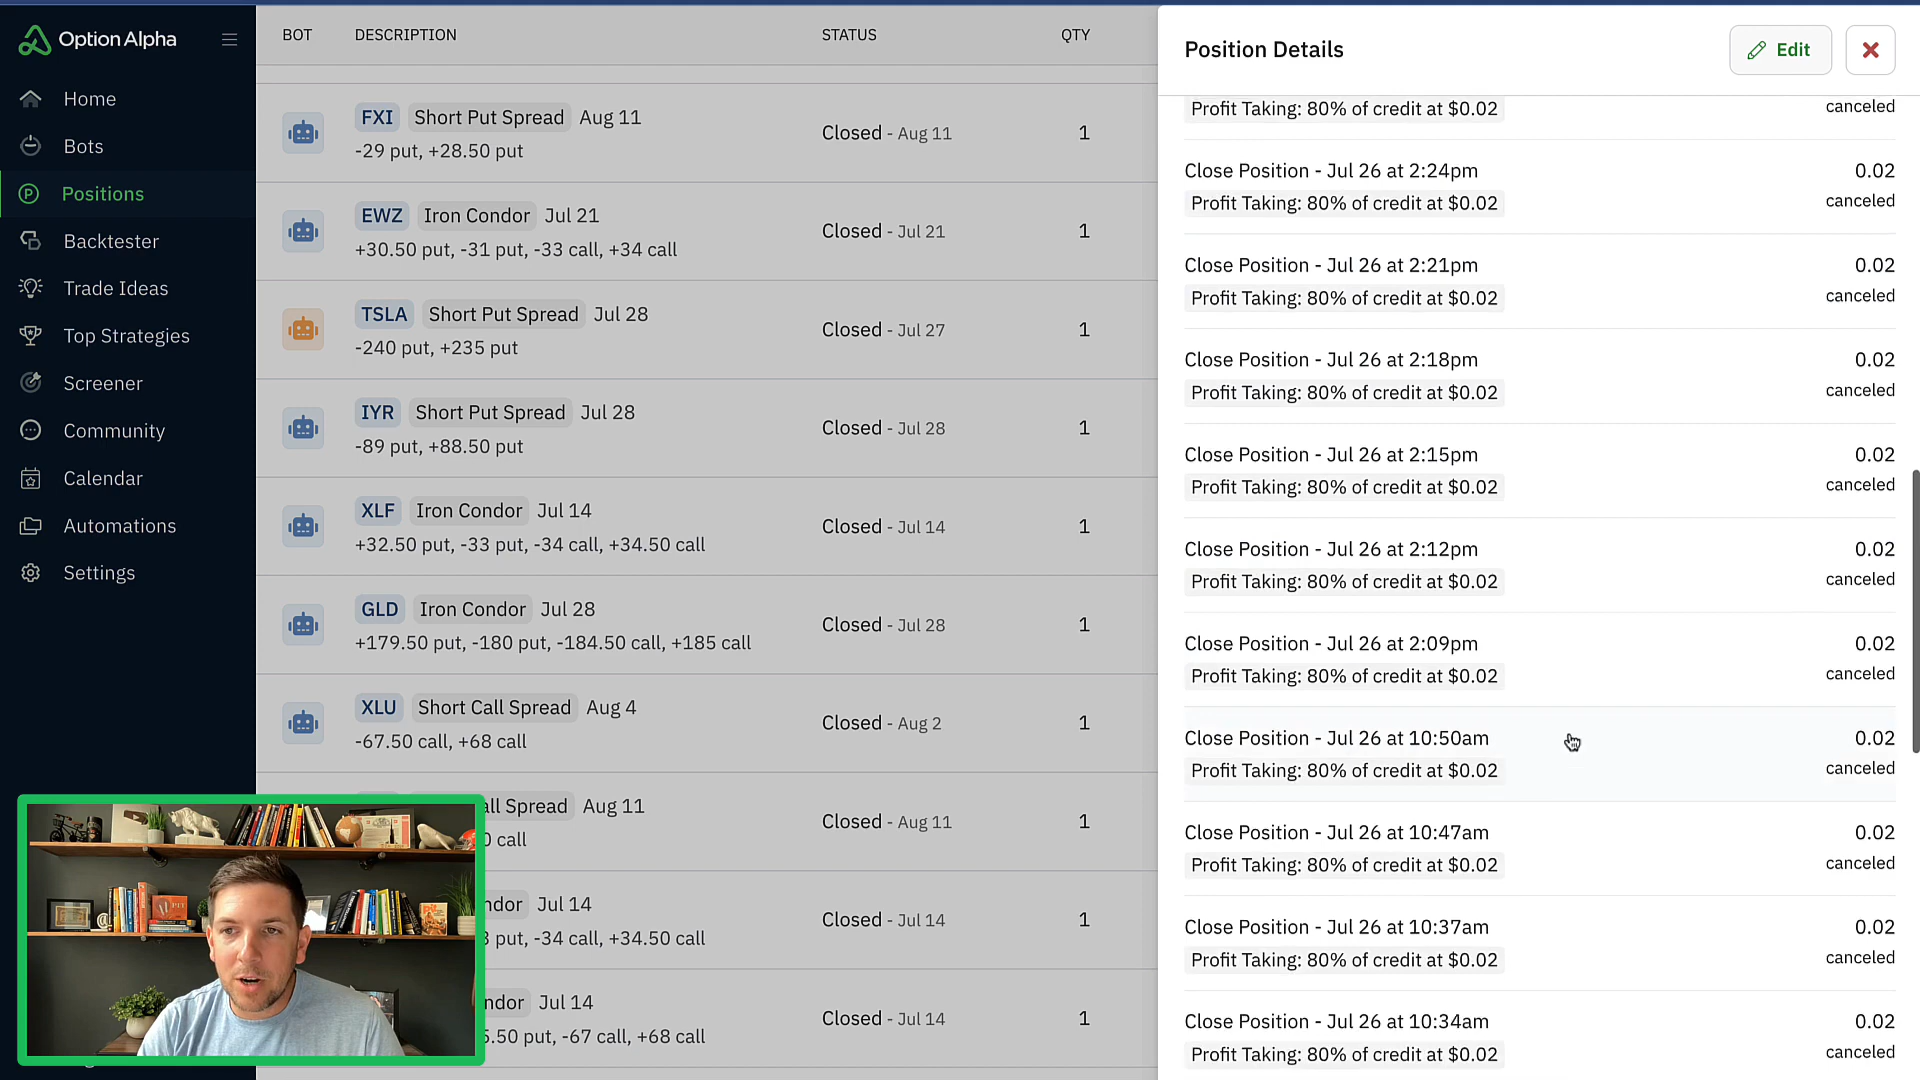 Option Alpha
Home
Bots
Positions
Backtester
Trade Ideas
Top Strategies
Screener
Community
Calendar
Automations
Settings
BOT DESCRIPTION STATUS QTY
FXI Short Put Spread Aug 11
-29 put, +28.50 put
Closed - Aug 11 1
EWZ Iron Condor Jul 21
+30.50 put, -31 put, -33 call, +34 call
Closed - Jul 21 1
TSLA Short Put Spread Jul 28
-240 put, +235 put
Closed - Jul 27 1
IYR Short Put Spread Jul 28
-89 put, +88.50 put
Closed - Jul 28 1
XLF Iron Condor Jul 14
+32.50 put, -33 put, -34 call, +34.50 call
Closed - Jul 14 1
GLD Iron Condor Jul 28
+179.50 put, -180 put, -184.50 call, +185 call
Closed - Jul 28 1
XLU Short Call Spread Aug 4
-67.50 call, +68 call
Closed - Aug 2 1
all Spread Aug 11
0 call
Closed - Aug 11 1
ndor Jul 14
put, -34 call, +34.50 call
Closed - Jul 14 1
ndor Jul 14
.50 put, -67 call, +68 call
Closed - Jul 14 1
Position Details
Edit
Profit Taking: 80% of credit at $0.02 canceled
Close Position - Jul 26 at 2:24pm 0.02
Profit Taking: 80% of credit at $0.02 canceled
Close Position - Jul 26 at 2:21pm 0.02
Profit Taking: 80% of credit at $0.02 canceled
Close Position - Jul 26 at 2:18pm 0.02
Profit Taking: 80% of credit at $0.02 canceled
Close Position - Jul 26 at 2:15pm 0.02
Profit Taking: 80% of credit at $0.02 canceled
Close Position - Jul 26 at 2:12pm 0.02
Profit Taking: 80% of credit at $0.02 canceled
Close Position - Jul 26 at 2:09pm 0.02
Profit Taking: 80% of credit at $0.02 canceled
Close Position - Jul 26 at 10:50am 0.02
Profit Taking: 80% of credit at $0.02 canceled
Close Position - Jul 26 at 10:47am 0.02
Profit Taking: 80% of credit at $0.02 canceled
Close Position - Jul 26 at 10:37am 0.02
Profit Taking: 80% of credit at $0.02 canceled
Close Position - Jul 26 at 10:34am 0.02
Profit Taking: 80% of credit at $0.02 canceled